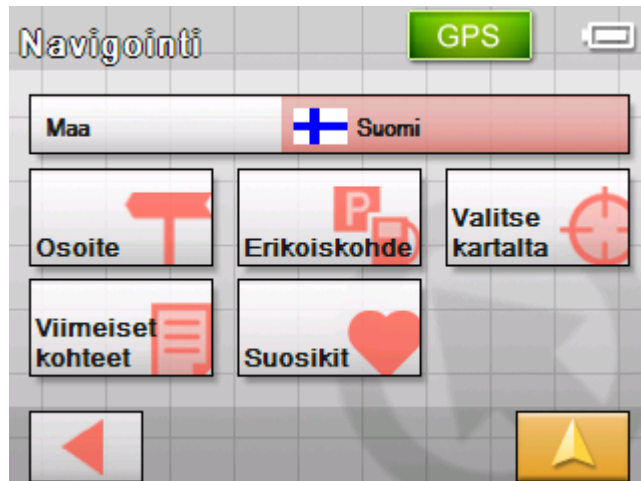 Navigointi
GPS
Maa
Suomi
Osoite
P
Erikoiskohde
Valitse
kartalta
Viimeiset
kohteet
Suosikit